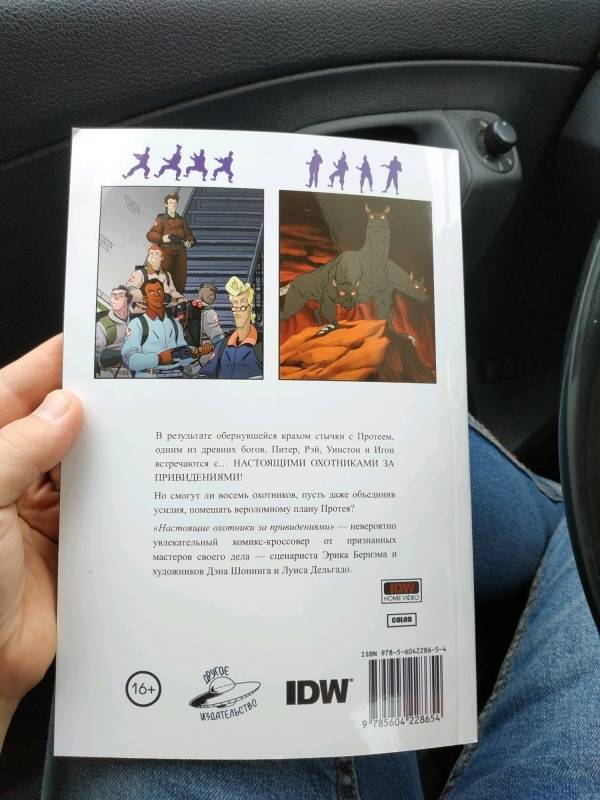 В результате обернувшейся крахом стычки с Протеем,
одним из древних богов, Питер, Рэй, Уинстон и Игон
встречаются с… НАСТОЯЩИМИ ОХОТНИКАМИ ЗА
ПРИВИДЕНИЯМИ!
Но смогут ли восемь охотников, пусть даже объединив
усилия, помешать вероломному плану Протея?
«Настоящие охотники за привидениями» — невероятно
увлекательный комикс-кроссовер от признанных
мастеров своего дела — сценариста Эрика Бернэма и
художников Дэна Шонинга и Луиса Дельгадо.
IDW
HOME VIDEO
COLOR
ISBN 978-5-6042286-5-4
16+
ДРУГОЕ
ИЗДАТЕЛЬСТВО
IDW®
9 785604 228654